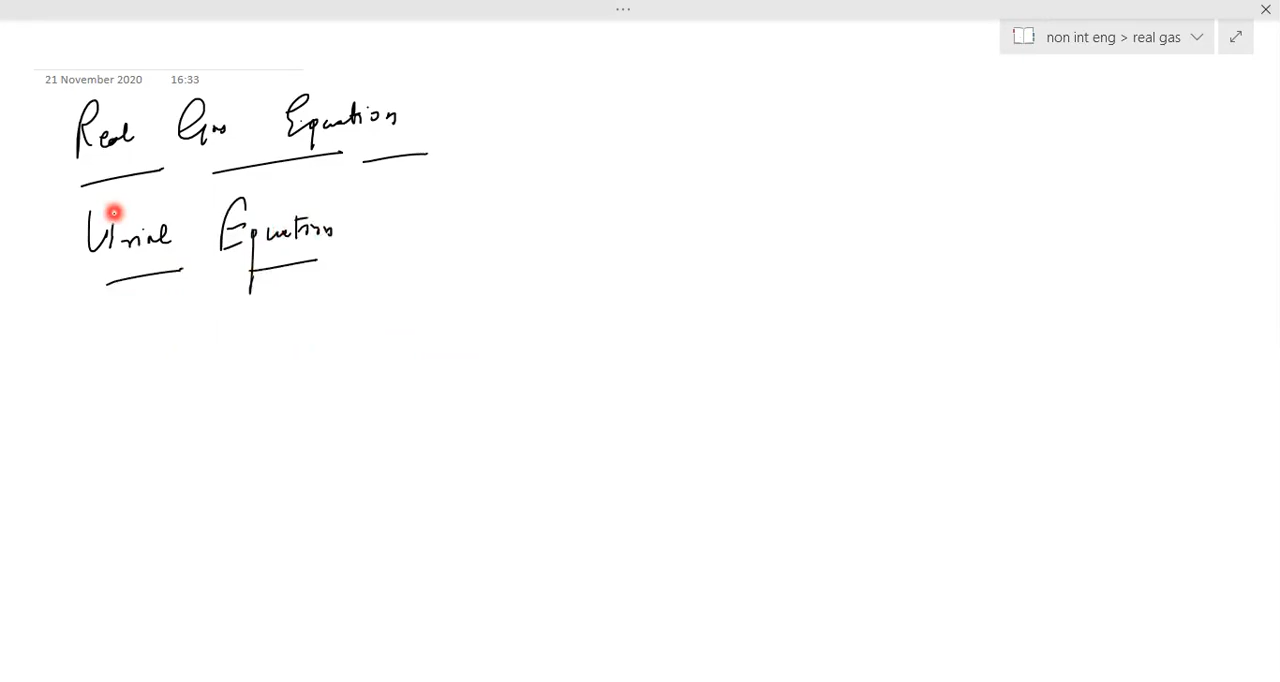 ...
non int eng > real gas
21 November 2020 16:33
Real Gas Equation
Virial Equation